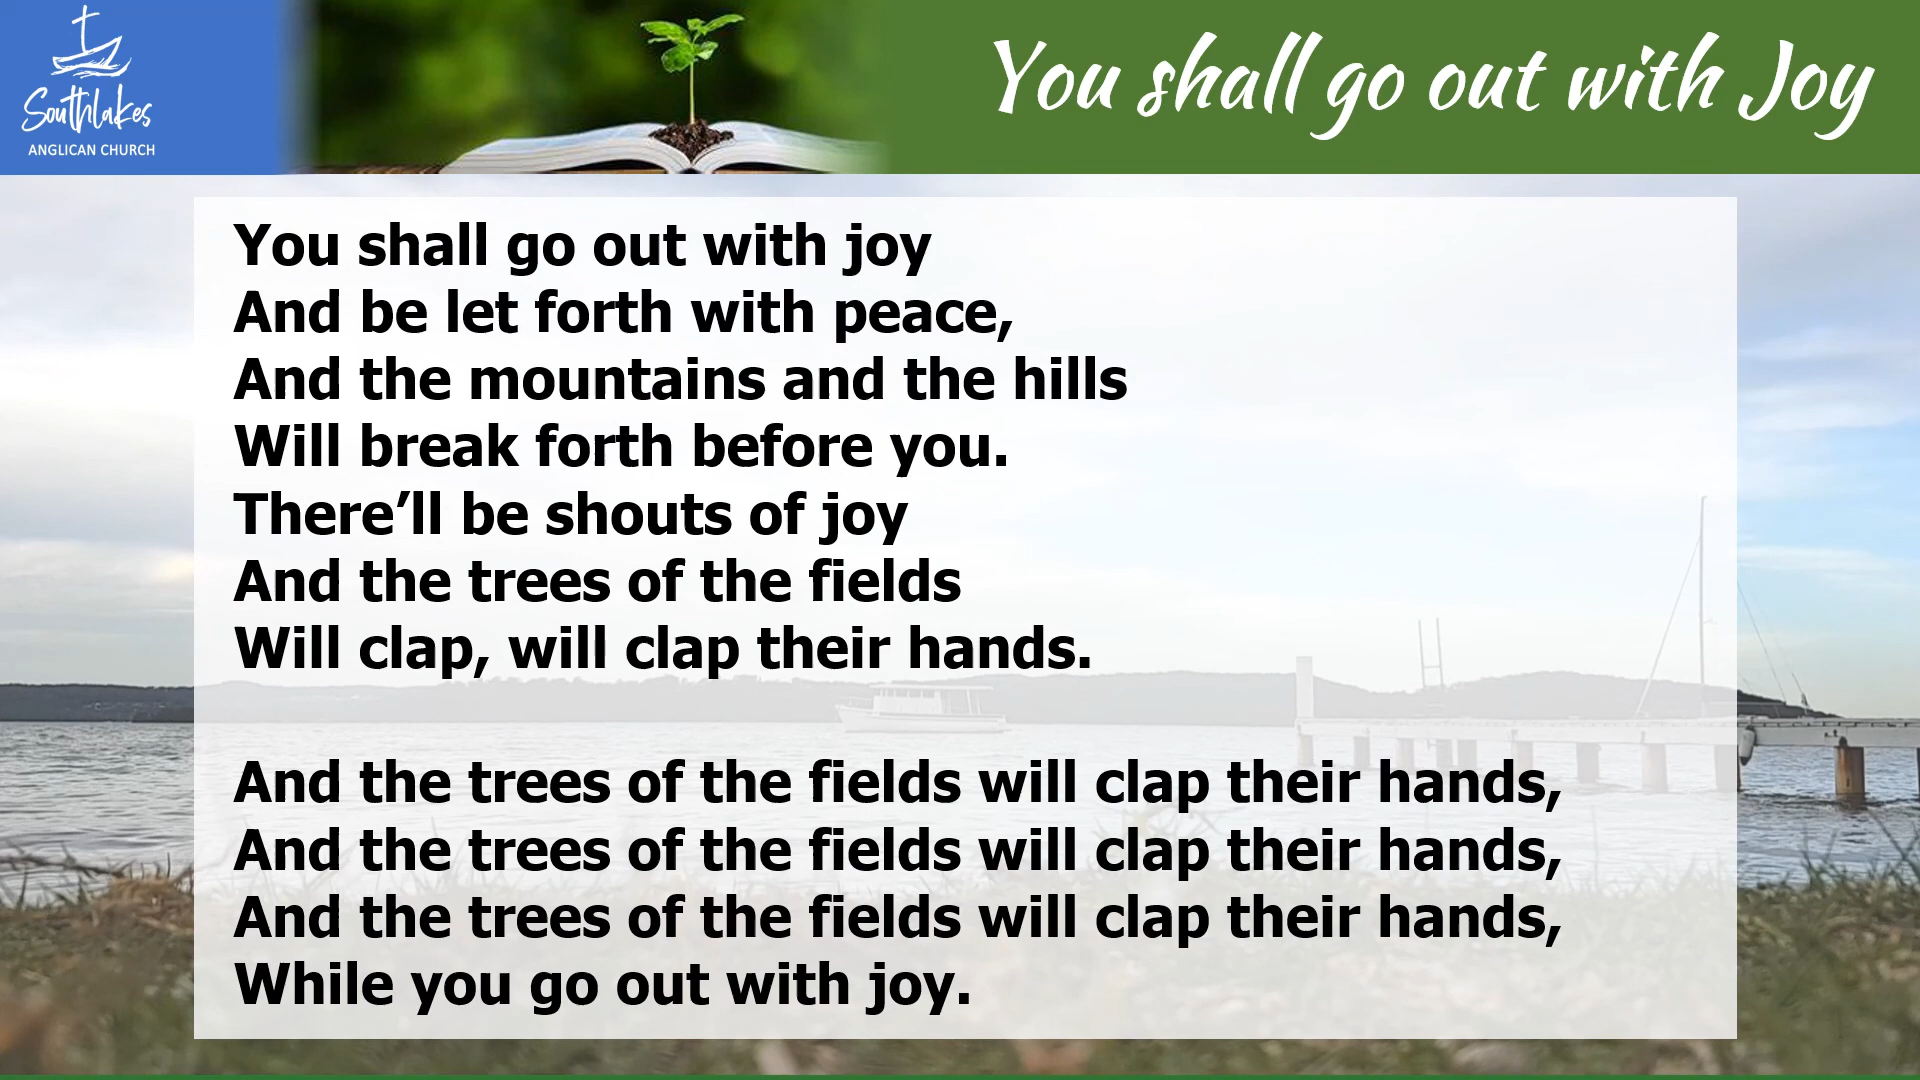 Southlakes
ANGLICAN CHURCH
You shall go out with Joy
You shall go out with joy
And be let forth with peace,
And the mountains and the hills
Will break forth before you.
There’ll be shouts of joy
And the trees of the fields
Will clap, will clap their hands.
And the trees of the fields will clap their hands,
And the trees of the fields will clap their hands,
And the trees of the fields will clap their hands,
While you go out with joy.